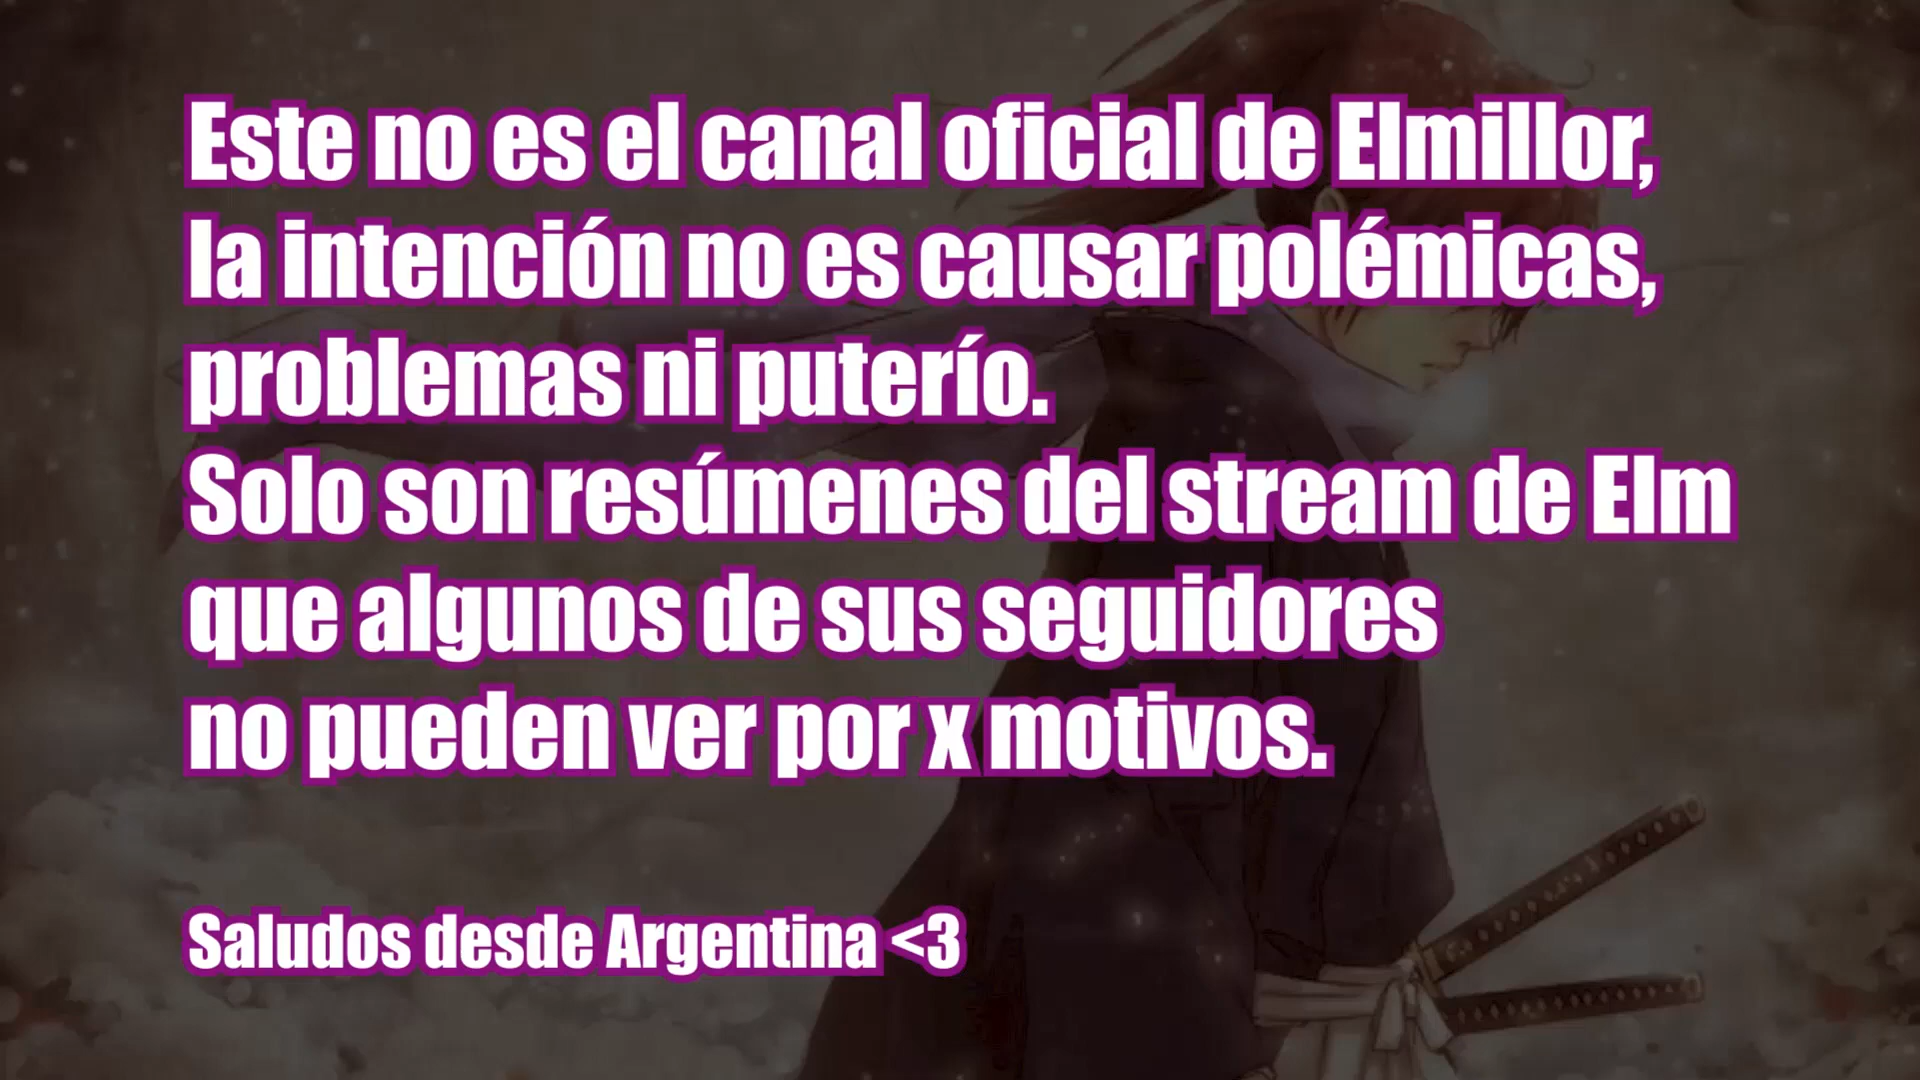 Este no es el canal oficial de Elmillor,
la intención no es causar polémicas,
problemas ni puterío.
Solo son resúmenes del stream de Elm
que algunos de sus seguidores
no pueden ver por x motivos.
Saludos desde Argentina <3